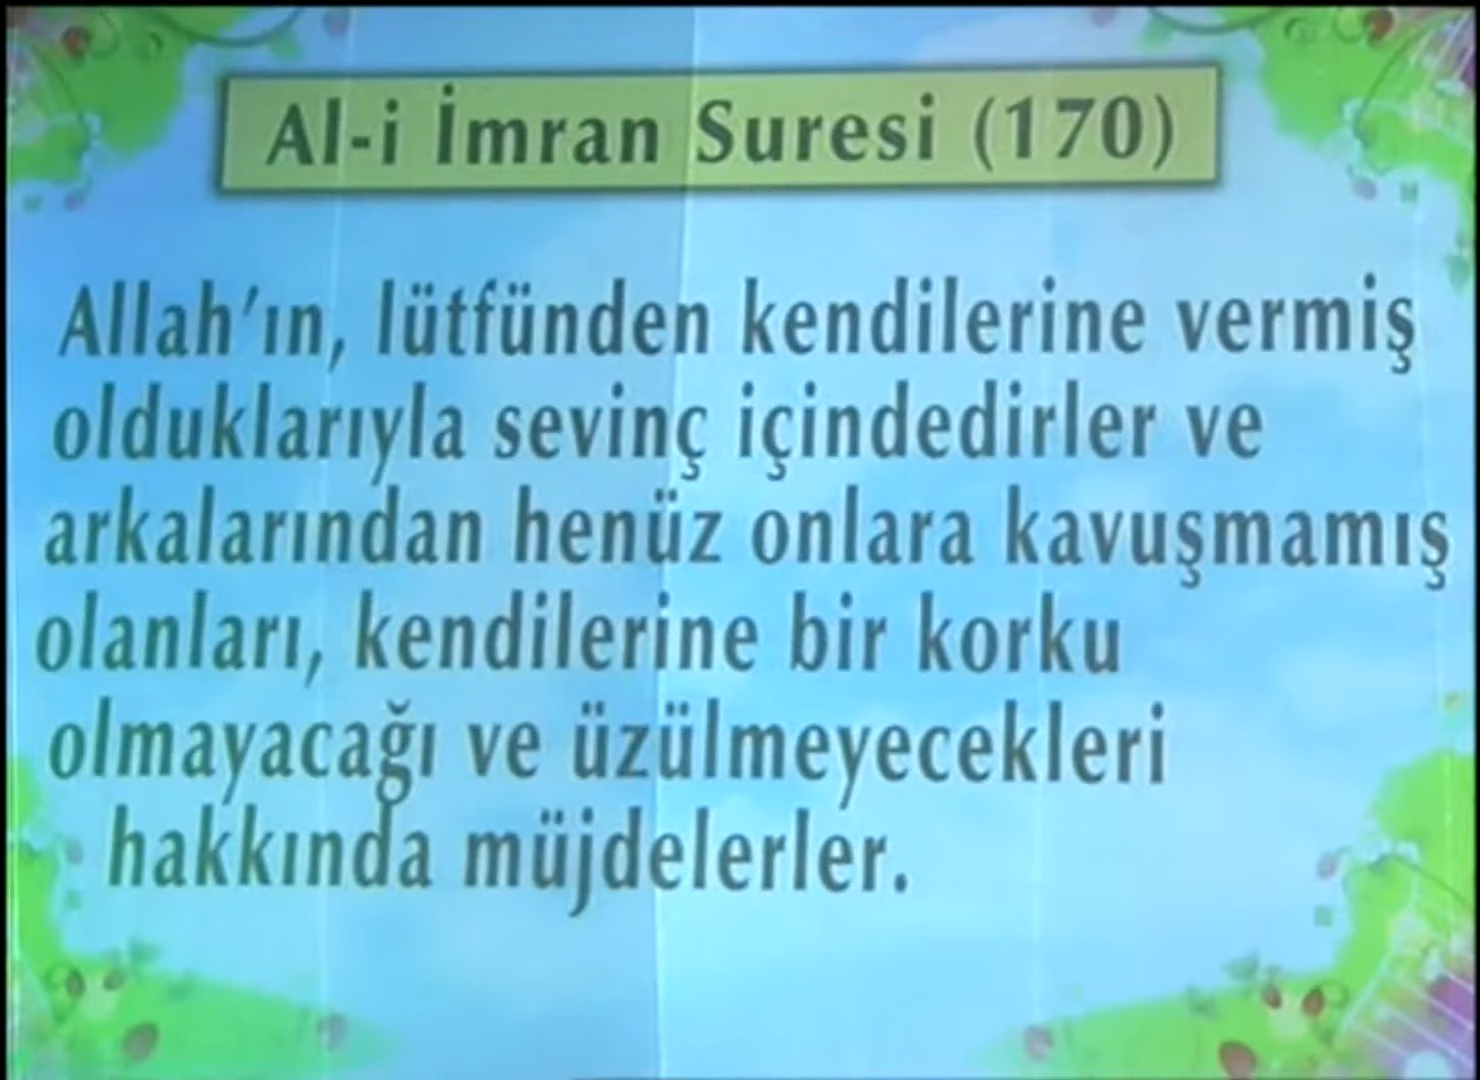 Al-i İmran Suresi (170)
Allah’ın, lütfünden kendilerine vermiş
olduklarıyla sevinç içindedirler ve
arkalarından henüz onlara kavuşmamış
olanları, kendilerine bir korku
olmayacağı ve üzülmeyecekleri
hakkında müjdelerler.